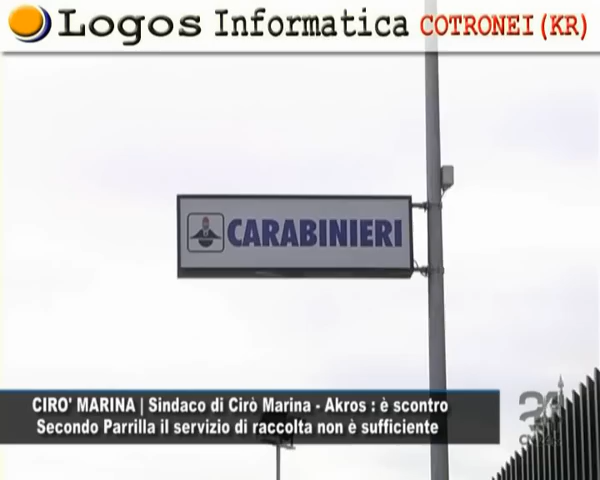 Logos Informatica COTRONEI (KR)
CARABINIERI
CIRO' MARINA | Sindaco di Cirò Marina - Akros : è scontro
Secondo Parrilla il servizio di raccolta non è sufficiente